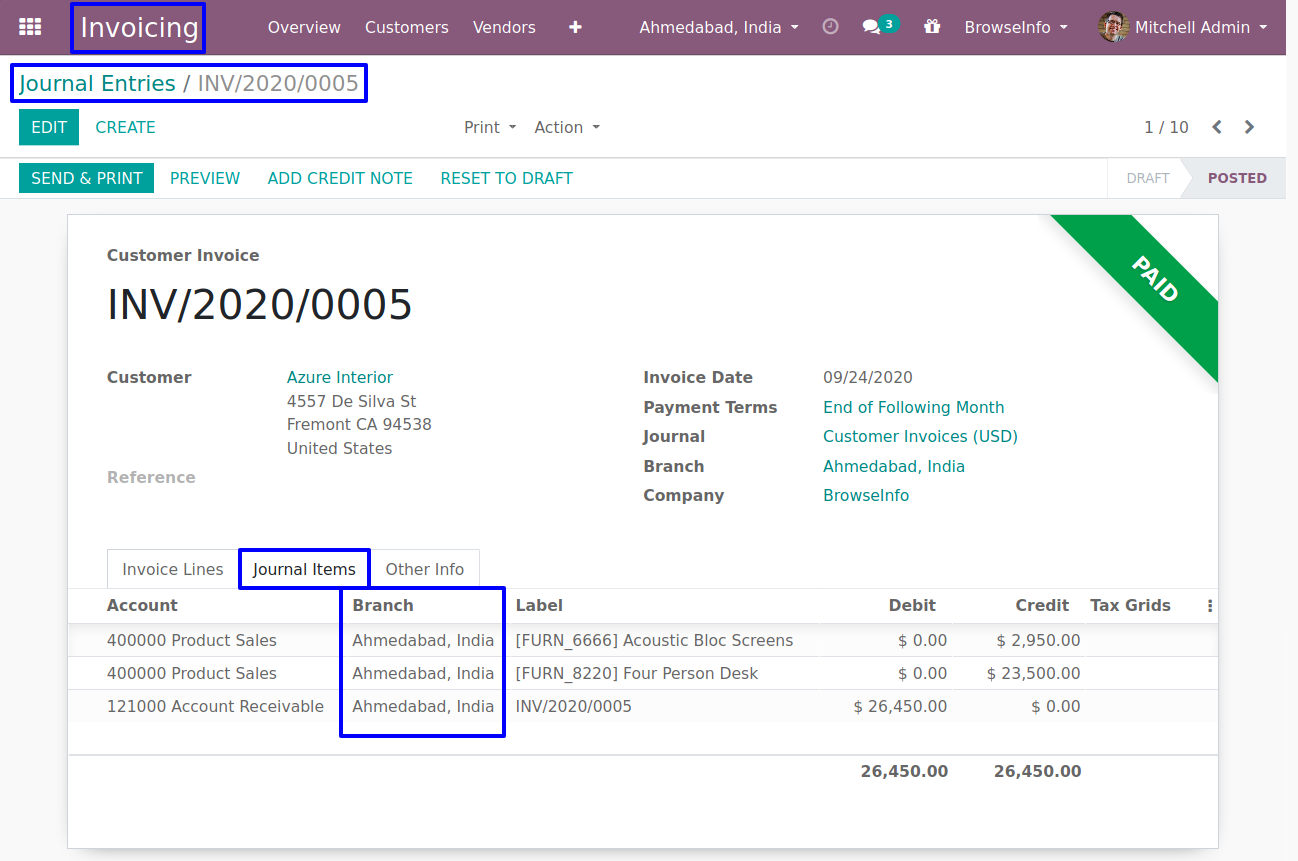 Invoicing Overview Customers Vendors + Ahmedabad, India 3 BrowseInfo Mitchell Admin
Journal Entries / INV/2020/0005
EDIT CREATE Print Action 1 / 10
SEND & PRINT PREVIEW ADD CREDIT NOTE RESET TO DRAFT DRAFT POSTED
Customer Invoice
PAID
INV/2020/0005
Customer Azure Interior Invoice Date 09/24/2020
4557 De Silva St
Payment Terms End of Following Month
Fremont CA 94538
Journal Customer Invoices (USD)
United States
Branch Ahmedabad, India
Reference
Company BrowseInfo
Invoice Lines Journal Items Other Info
Account Branch Label Debit Credit Tax Grids
400000 Product Sales Ahmedabad, India [FURN_6666] Acoustic Bloc Screens $ 0.00 $ 2,950.00
400000 Product Sales Ahmedabad, India [FURN_8220] Four Person Desk $ 0.00 $ 23,500.00
121000 Account Receivable Ahmedabad, India INV/2020/0005 $ 26,450.00 $ 0.00
26,450.00 26,450.00